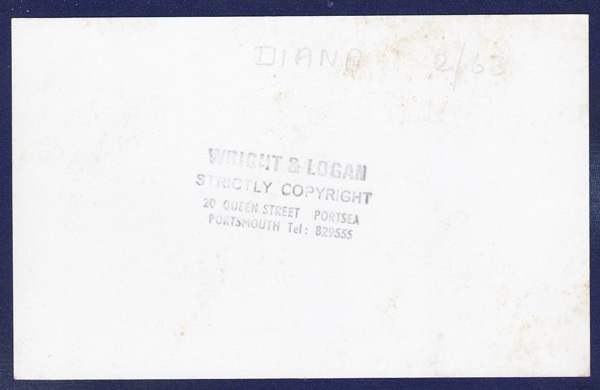 DIANA 2/63
WRIGHT & LOGAN
STRICTLY COPYRIGHT
20 QUEEN STREET PORTSEA
PORTSMOUTH Tel: 829555